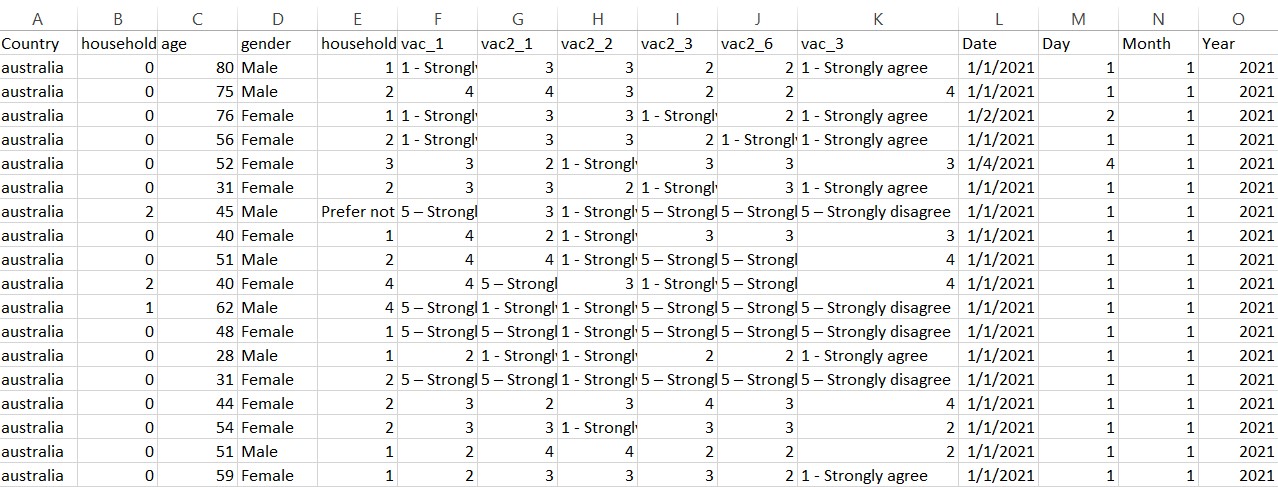 A B C D E F G H I J K L M N O
Country household age gender household vac_1 vac2_1 vac2_2 vac2_3 vac2_6 vac_3 Date Day Month Year
australia 0 80 Male 1 1 - Strongly 3 3 2 2 1 - Strongly agree 1/1/2021 1 1 2021
australia 0 75 Male 2 4 4 3 2 2 4 1/1/2021 1 1 2021
australia 0 76 Female 1 1 - Strongly 3 3 1 - Strongly 2 1 - Strongly agree 1/2/2021 2 1 2021
australia 0 56 Female 2 1 - Strongly 3 3 2 1 - Strongly 1 - Strongly agree 1/1/2021 1 1 2021
australia 0 52 Female 3 3 2 1 - Strongly 3 3 3 1/4/2021 4 1 2021
australia 0 31 Female 2 3 3 2 1 - Strongly 3 1 - Strongly agree 1/1/2021 1 1 2021
australia 2 45 Male Prefer not 5 – Strongl 3 1 - Strongly 5 – Strongl 5 – Strongl 5 – Strongly disagree 1/1/2021 1 1 2021
australia 0 40 Female 1 4 2 1 - Strongly 3 3 3 1/1/2021 1 1 2021
australia 0 51 Male 2 4 4 1 - Strongly 5 – Strongl 5 – Strongl 4 1/1/2021 1 1 2021
australia 2 40 Female 4 4 5 – Strongl 3 1 - Strongly 5 – Strongl 4 1/1/2021 1 1 2021
australia 1 62 Male 4 5 – Strongl 1 - Strongly 1 - Strongly 5 – Strongl 5 – Strongl 5 – Strongly disagree 1/1/2021 1 1 2021
australia 0 48 Female 1 5 – Strongl 5 – Strongl 1 - Strongly 5 – Strongl 5 – Strongl 5 – Strongly disagree 1/1/2021 1 1 2021
australia 0 28 Male 1 2 1 - Strongly 1 - Strongly 2 2 1 - Strongly agree 1/1/2021 1 1 2021
australia 0 31 Female 2 5 – Strongl 5 – Strongl 1 - Strongly 5 – Strongl 5 – Strongl 5 – Strongly disagree 1/1/2021 1 1 2021
australia 0 44 Female 2 3 2 3 4 3 4 1/1/2021 1 1 2021
australia 0 54 Female 2 3 3 1 - Strongly 3 3 2 1/1/2021 1 1 2021
australia 0 51 Male 1 2 4 4 2 2 2 1/1/2021 1 1 2021
australia 0 59 Female 1 2 3 3 3 2 1 - Strongly agree 1/1/2021 1 1 2021